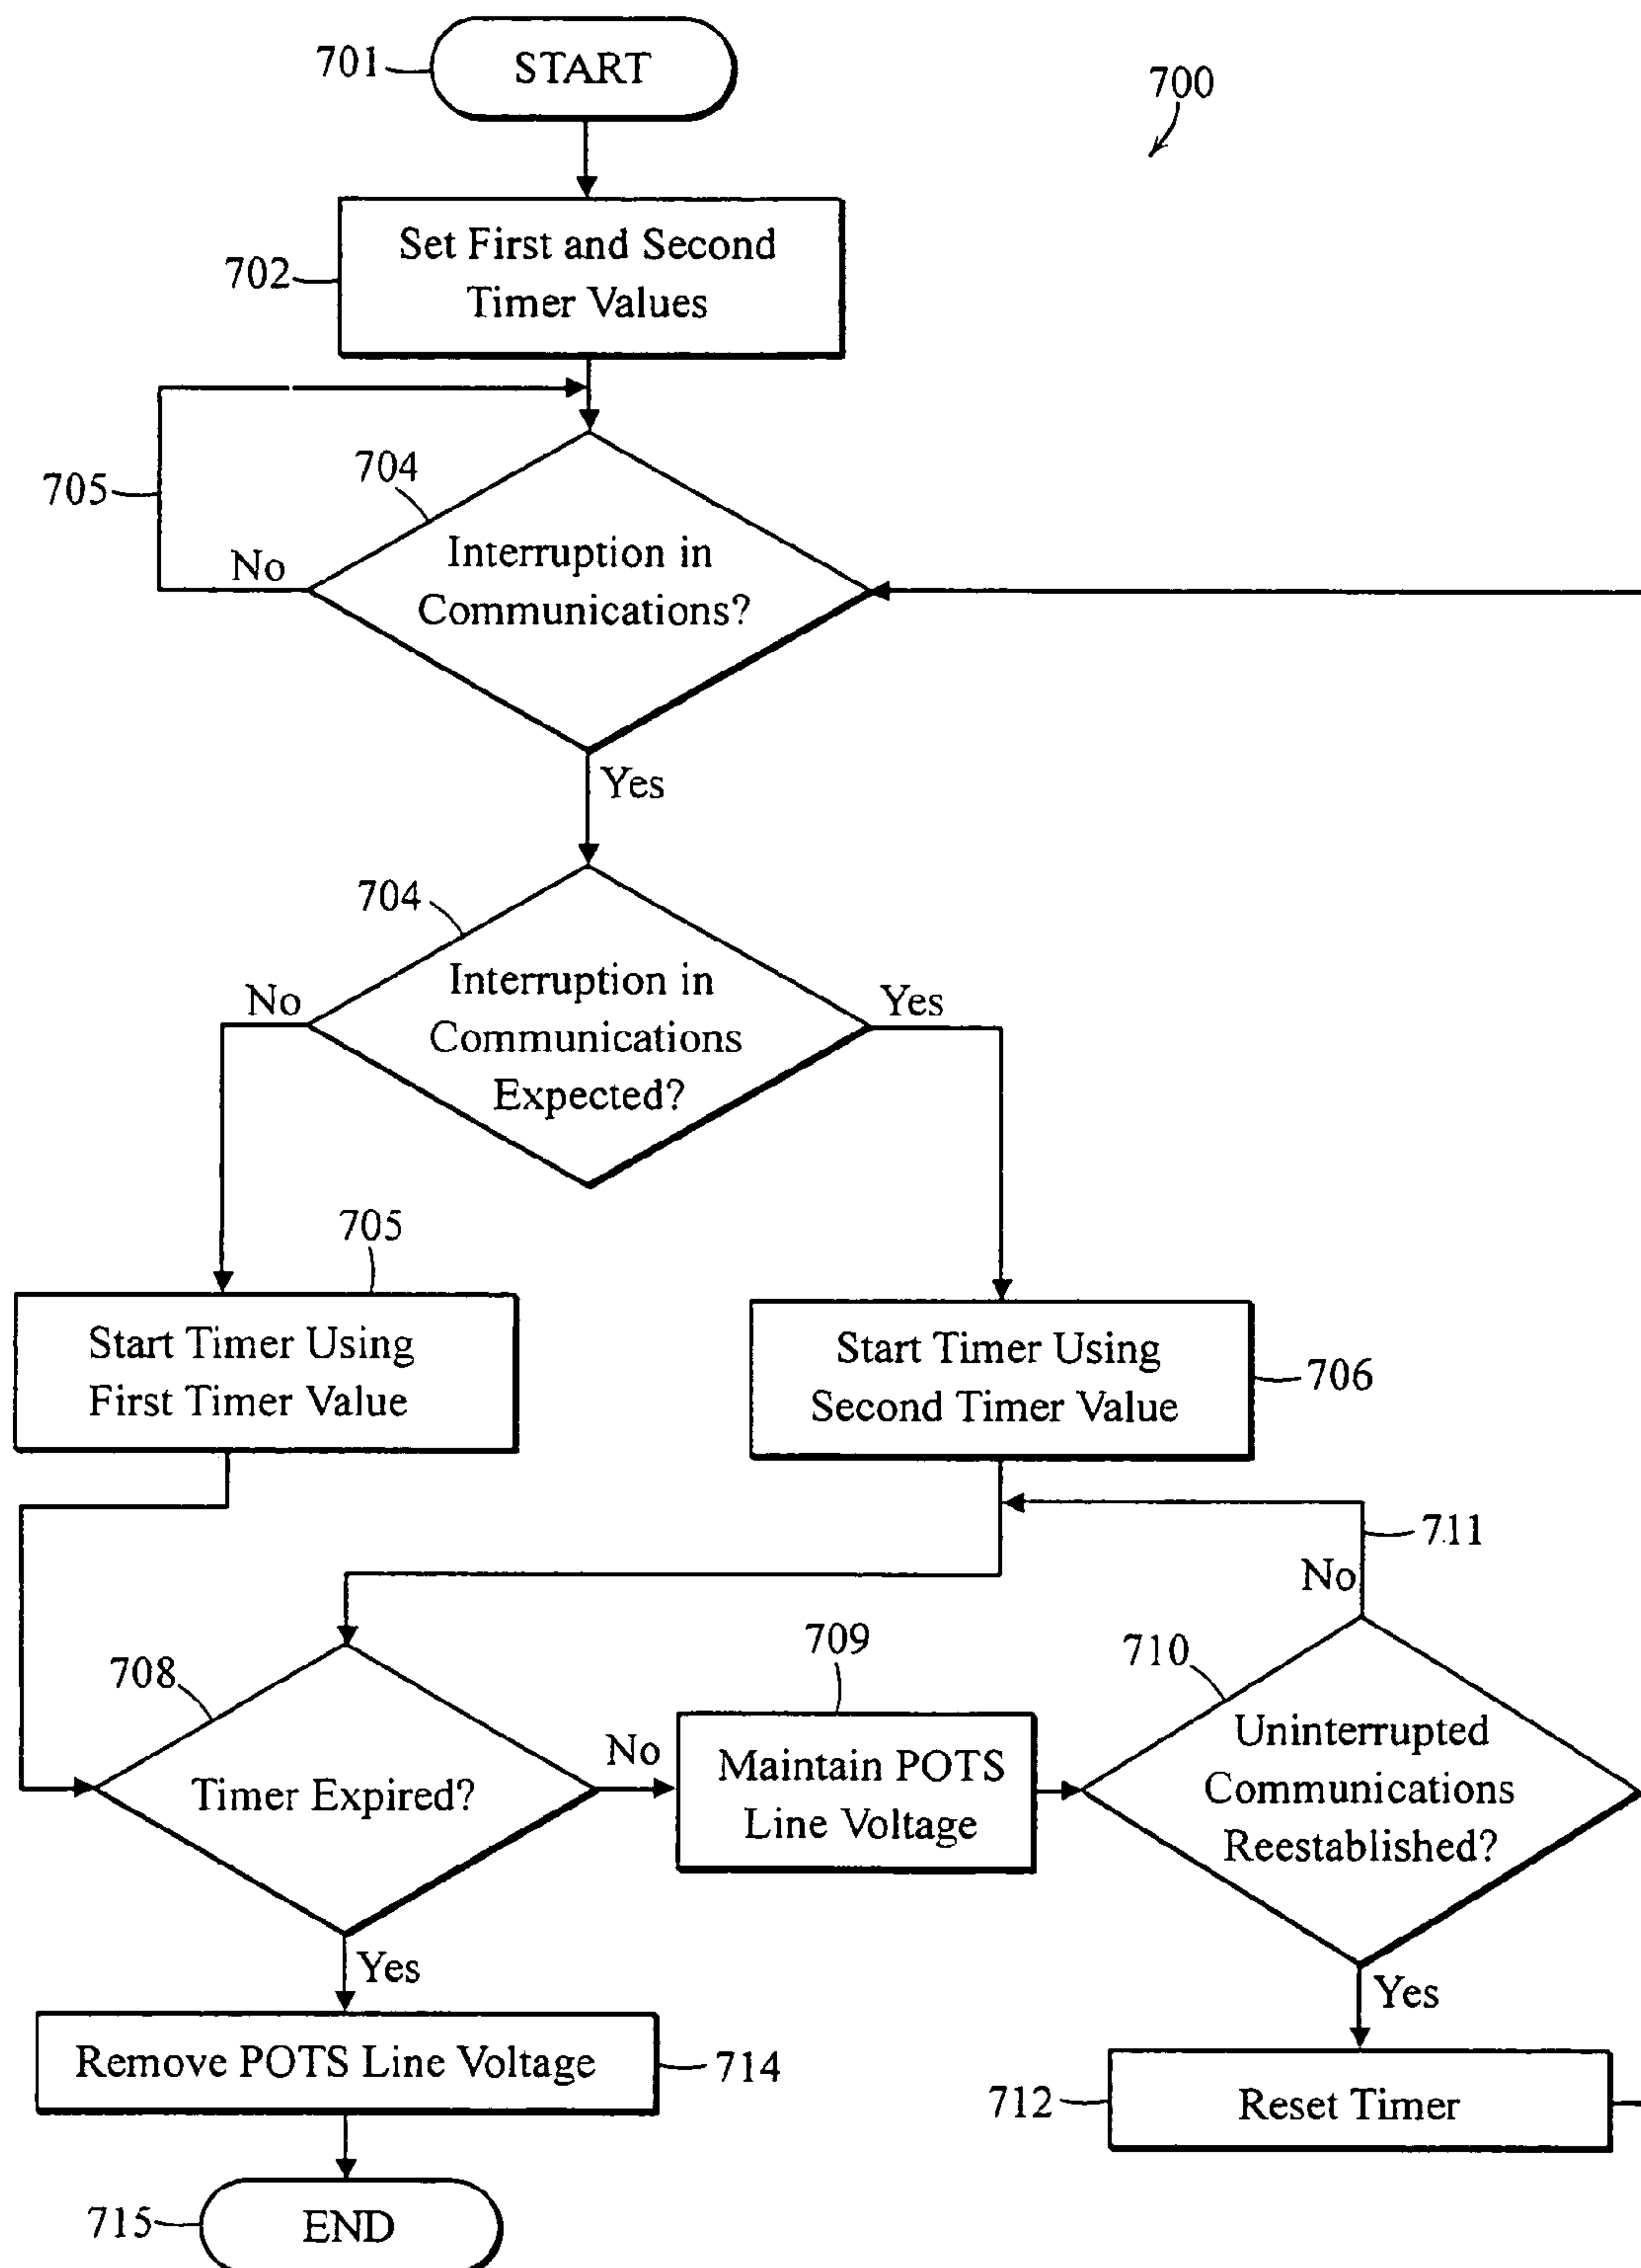 701
START
700
702
Set First and Second
Timer Values
705
704
No
Interruption in
Communications?
Yes
704
No
Interruption in
Communications
Expected?
Yes
705
Start Timer Using
First Timer Value
Start Timer Using
Second Timer Value
706
711
No
708
Timer Expired?
No
709
Maintain POTS
Line Voltage
710
Uninterrupted
Communications
Reestablished?
Yes
Yes
Remove POTS Line Voltage
714
712
Reset Timer
715
END